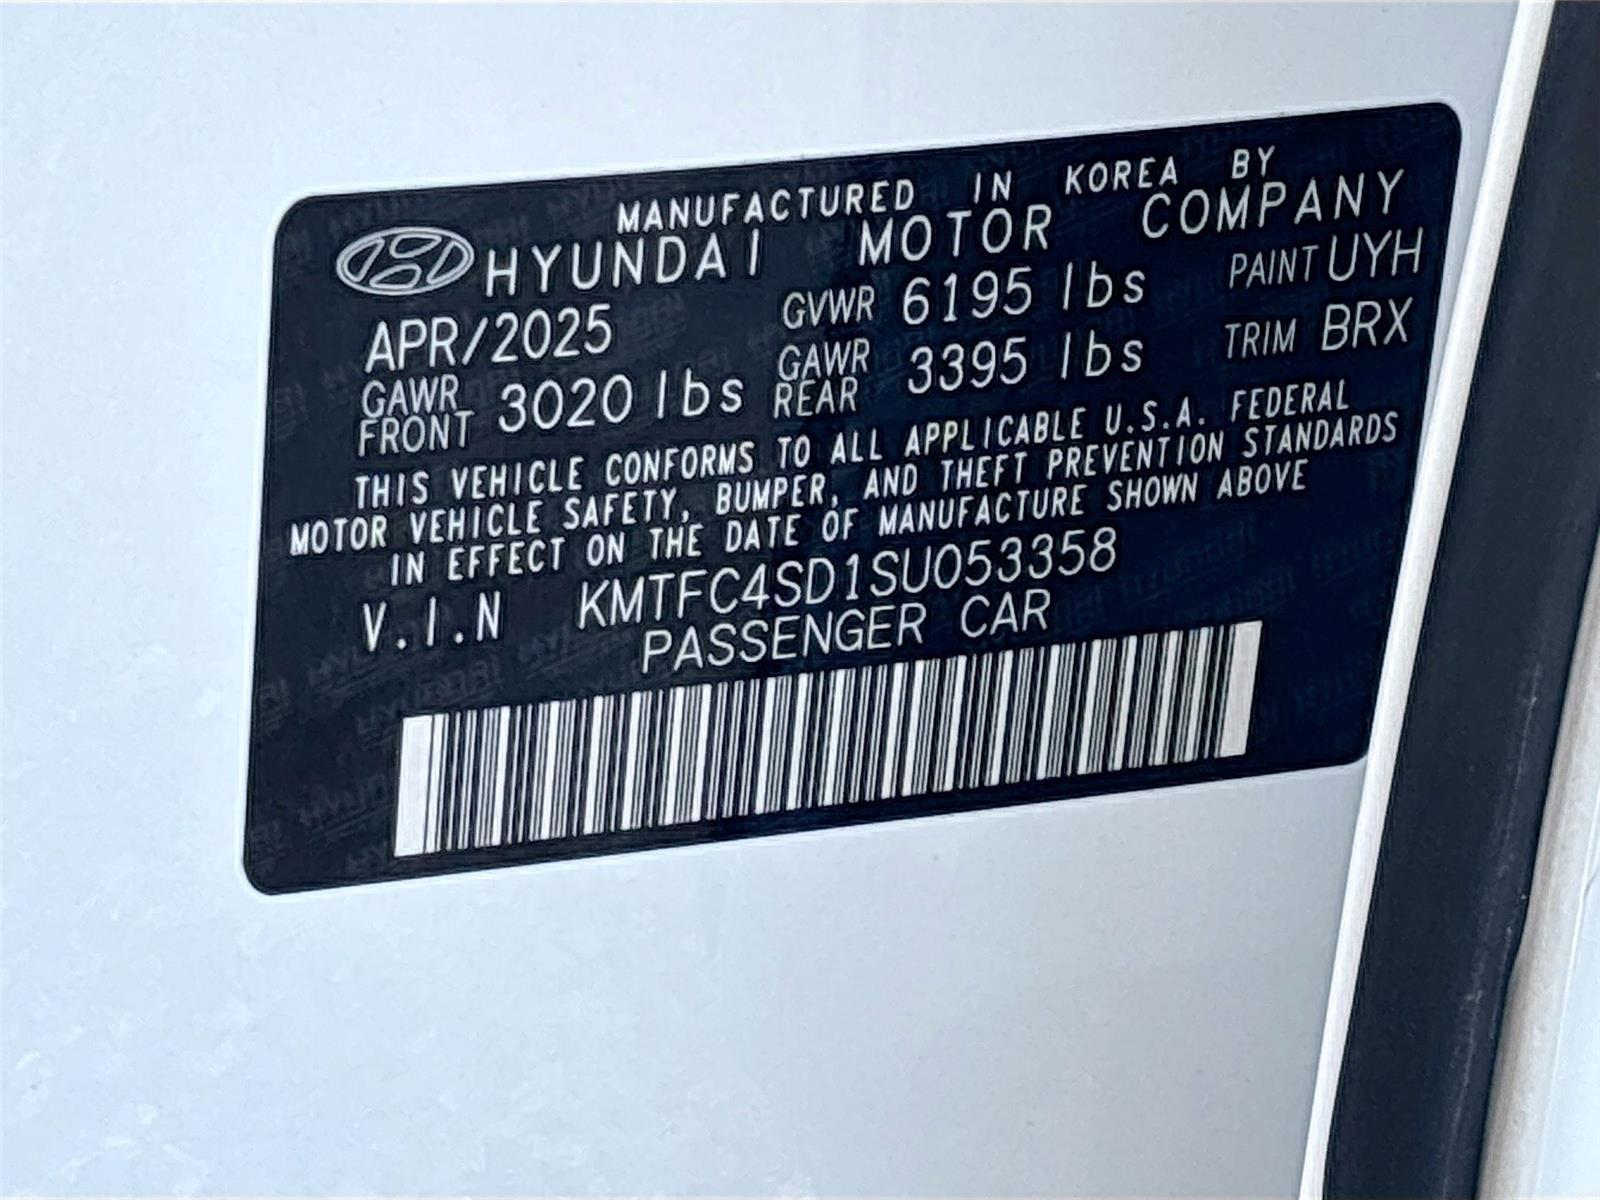 MANUFACTURED IN KOREA BY
HYUNDAI MOTOR COMPANY
APR/2025 GVWR 6195 lbs PAINT UYH
GAWR FRONT 3020 lbs GAWR REAR 3395 lbs TRIM BRX
THIS VEHICLE CONFORMS TO ALL APPLICABLE U.S.A. FEDERAL
MOTOR VEHICLE SAFETY, BUMPER, AND THEFT PREVENTION STANDARDS
IN EFFECT ON THE DATE OF MANUFACTURE SHOWN ABOVE
V.I.N KMTFC4SD1SU053358
PASSENGER CAR